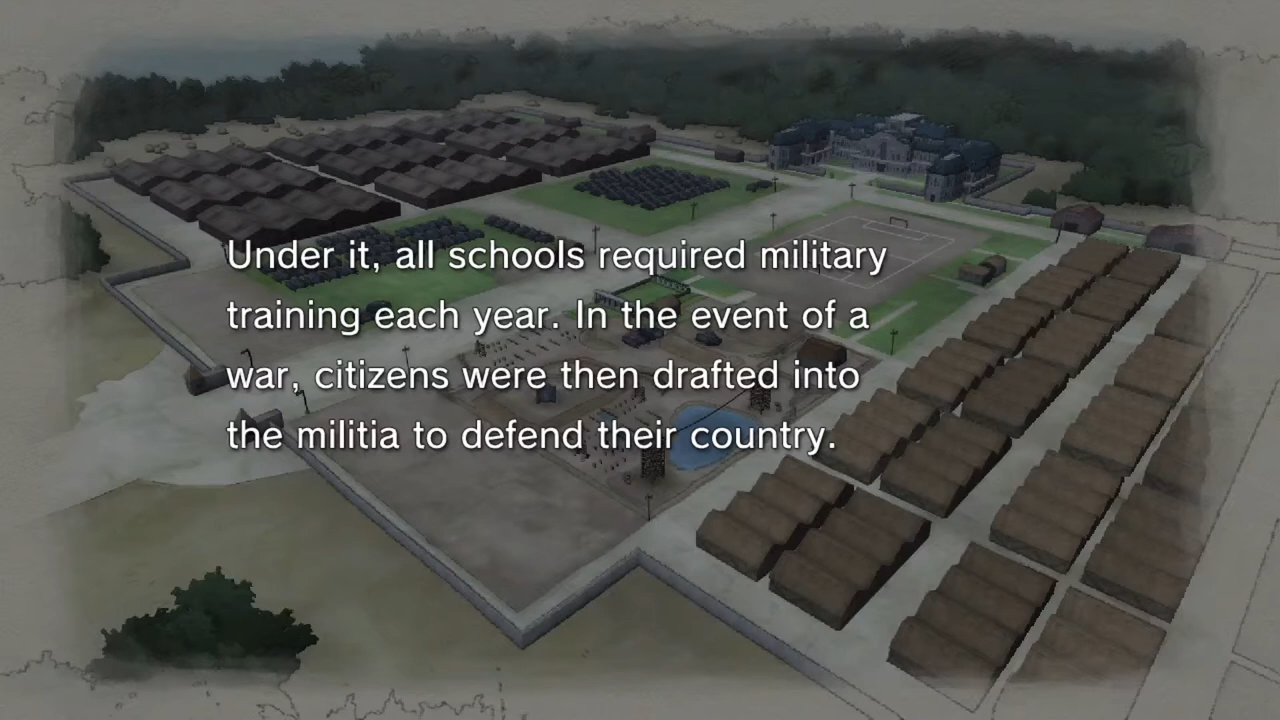 Under it, all schools required military
training each year. In the event of a
war, citizens were then drafted into
the militia to defend their country.